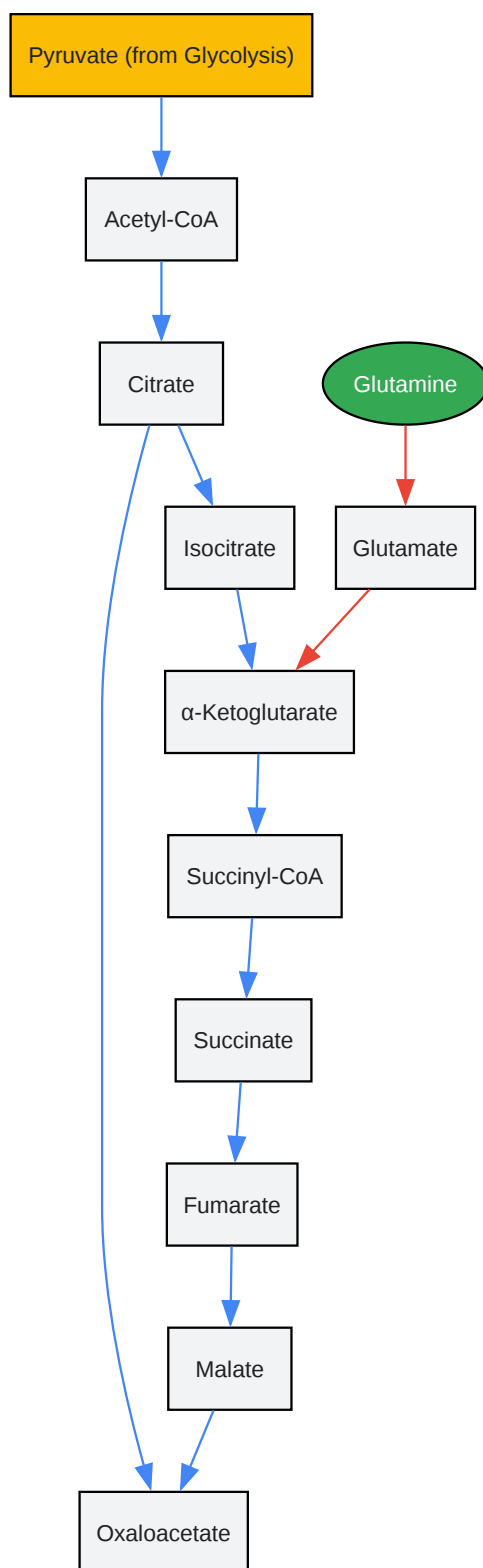 Pyruvate (from Glycolysis)
Acetyl-CoA
Citrate
Glutamine
Isocitrate
Glutamate
α-Ketoglutarate
Succinyl-CoA
Succinate
Fumarate
Malate
Oxaloacetate